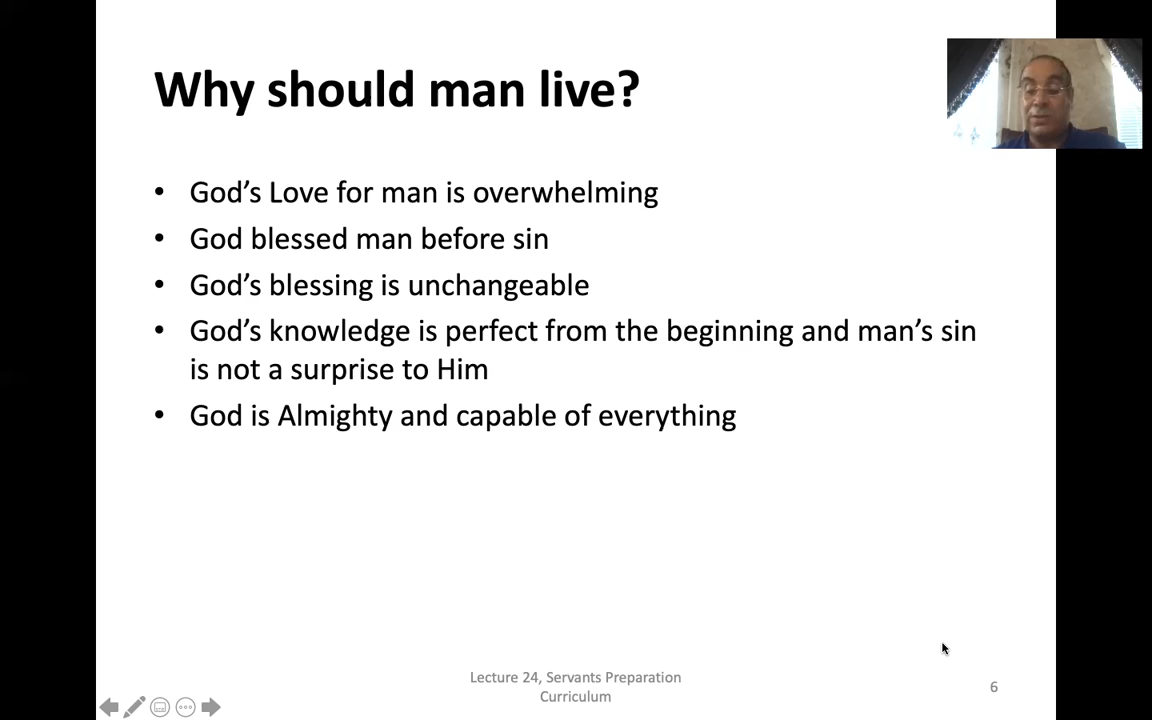 Why should man live?
• God’s Love for man is overwhelming
• God blessed man before sin
• God’s blessing is unchangeable
• God’s knowledge is perfect from the beginning and man’s sin
is not a surprise to Him
• God is Almighty and capable of everything
Lecture 24, Servants Preparation
Curriculum
6